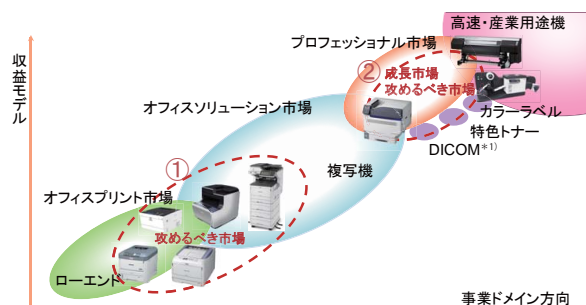 高速・産業用途機
プロフェッショナル市場
② 成長市場
攻めるべき市場
収益モデル
オフィスソリューション市場
カラーラベル
特色トナー
DICOM*1)
複写機
①
オフィスプリント市場
攻めるべき市場
ローエンド
事業ドメイン方向